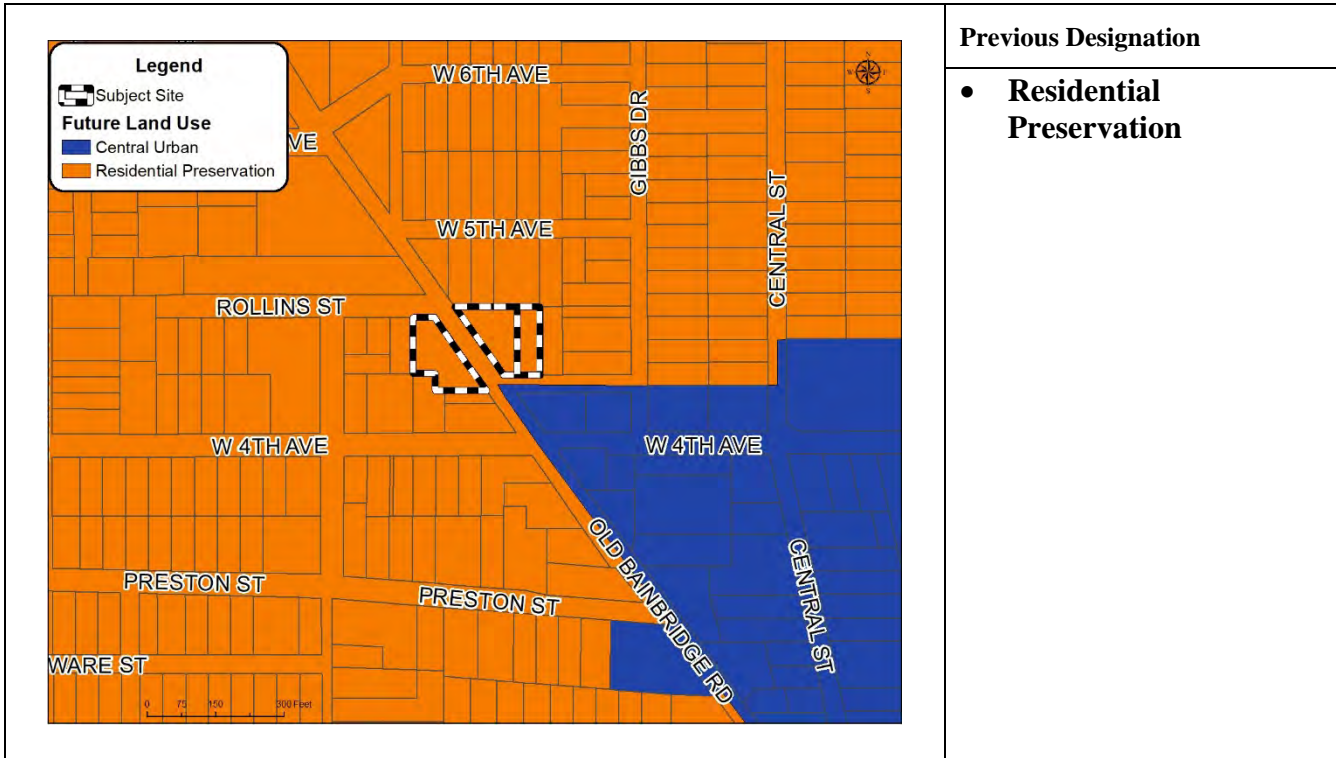 Previous Designation
• Residential
Preservation
Legend
Subject Site
Future Land Use
Central Urban
Residential Preservation
VE
W 6TH AVE
N
W
E
S
GIBBS DR
CENTRAL ST
W 5TH AVE
ROLLINS ST
W 4TH AVE
W 4TH AVE
OLD BAINBRIDGE RD
CENTRAL ST
PRESTON ST
PRESTON ST
WARE ST
0 75 150 300 Feet